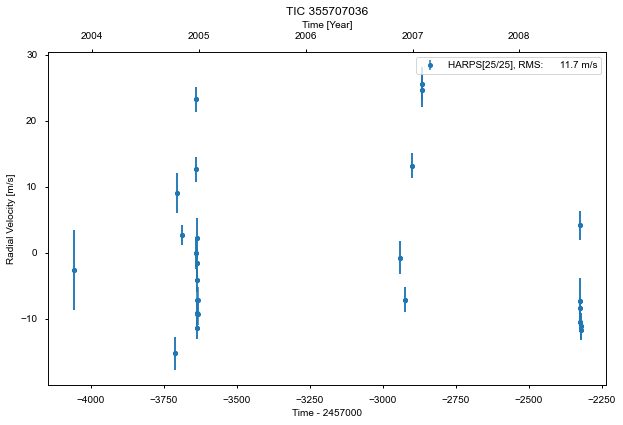 TIC 355707036
Time [Year]
2004 2005 2006 2007 2008
HARPS[25/25], RMS: 11.7 m/s
30
20
10
0
−10
Radial Velocity [m/s]
−4000 −3750 −3500 −3250 −3000 −2750 −2500 −2250
Time - 2457000